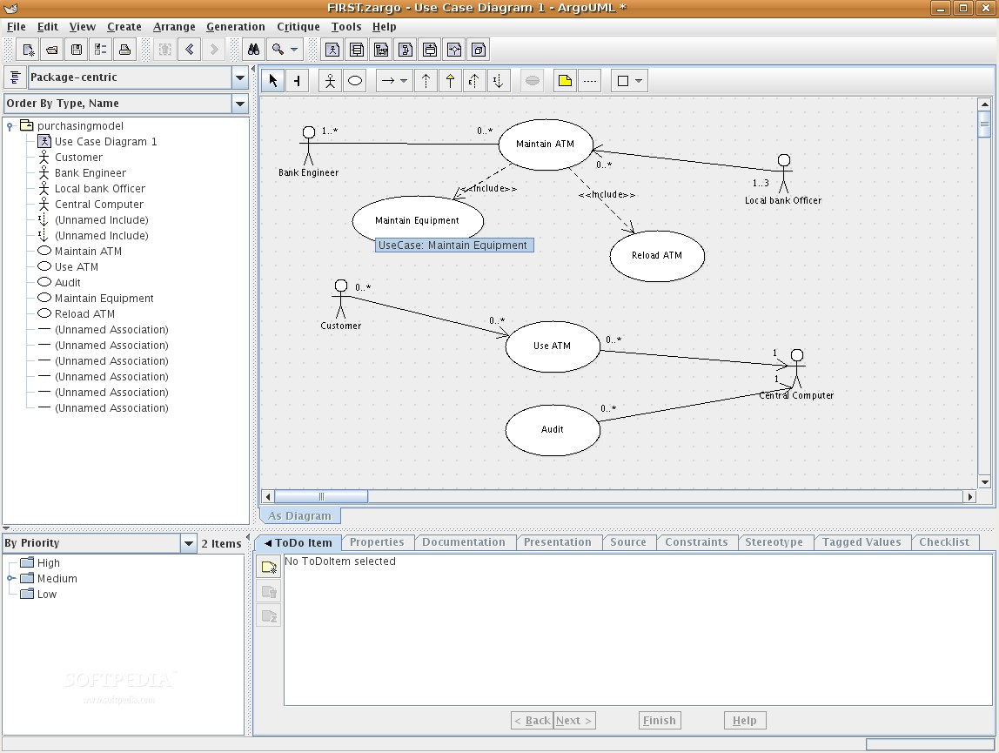 FIRST.zargo - Use Case Diagram 1 - ArgoUML *
File Edit View Create Arrange Generation Critique Tools Help
Package-centric
Order By Type, Name
purchasingmodel
Use Case Diagram 1
Customer
Bank Engineer
Local bank Officer
Central Computer
(Unnamed Include)
(Unnamed Include)
Maintain ATM
Use ATM
Audit
Maintain Equipment
Reload ATM
(Unnamed Association)
(Unnamed Association)
(Unnamed Association)
(Unnamed Association)
(Unnamed Association)
(Unnamed Association)
1..* 0..*
Maintain ATM
Bank Engineer
0..*
1..3
Local bank Officer
<<Include>>
<<Include>>
Maintain Equipment
UseCase: Maintain Equipment
Reload ATM
0..*
Customer
0..*
Use ATM
0..*
1
1
Central Computer
0..*
Audit
As Diagram
By Priority 2 Items
High
Medium
Low
ToDo Item Properties Documentation Presentation Source Constraints Stereotype Tagged Values Checklist
No ToDoItem selected
SOFTPEDIA
www.softpedia.com
< Back Next > Finish Help